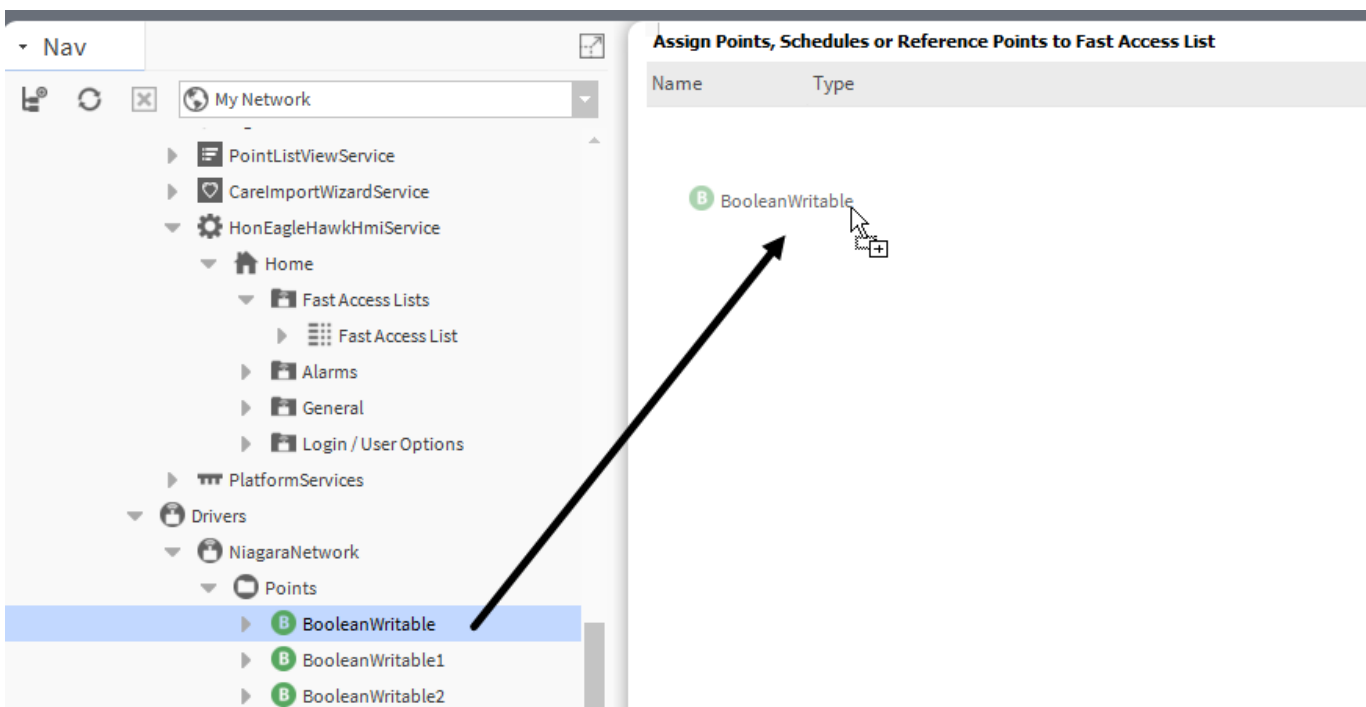 Nav
My Network
PointListViewService
CareImportWizardService
HonEagleHawkHmiService
Home
Fast Access Lists
Fast Access List
Alarms
General
Login / User Options
PlatformServices
Drivers
NiagaraNetwork
Points
B BooleanWritable
B BooleanWritable1
B BooleanWritable2
Assign Points, Schedules or Reference Points to Fast Access List
Name Type
B BooleanWritable